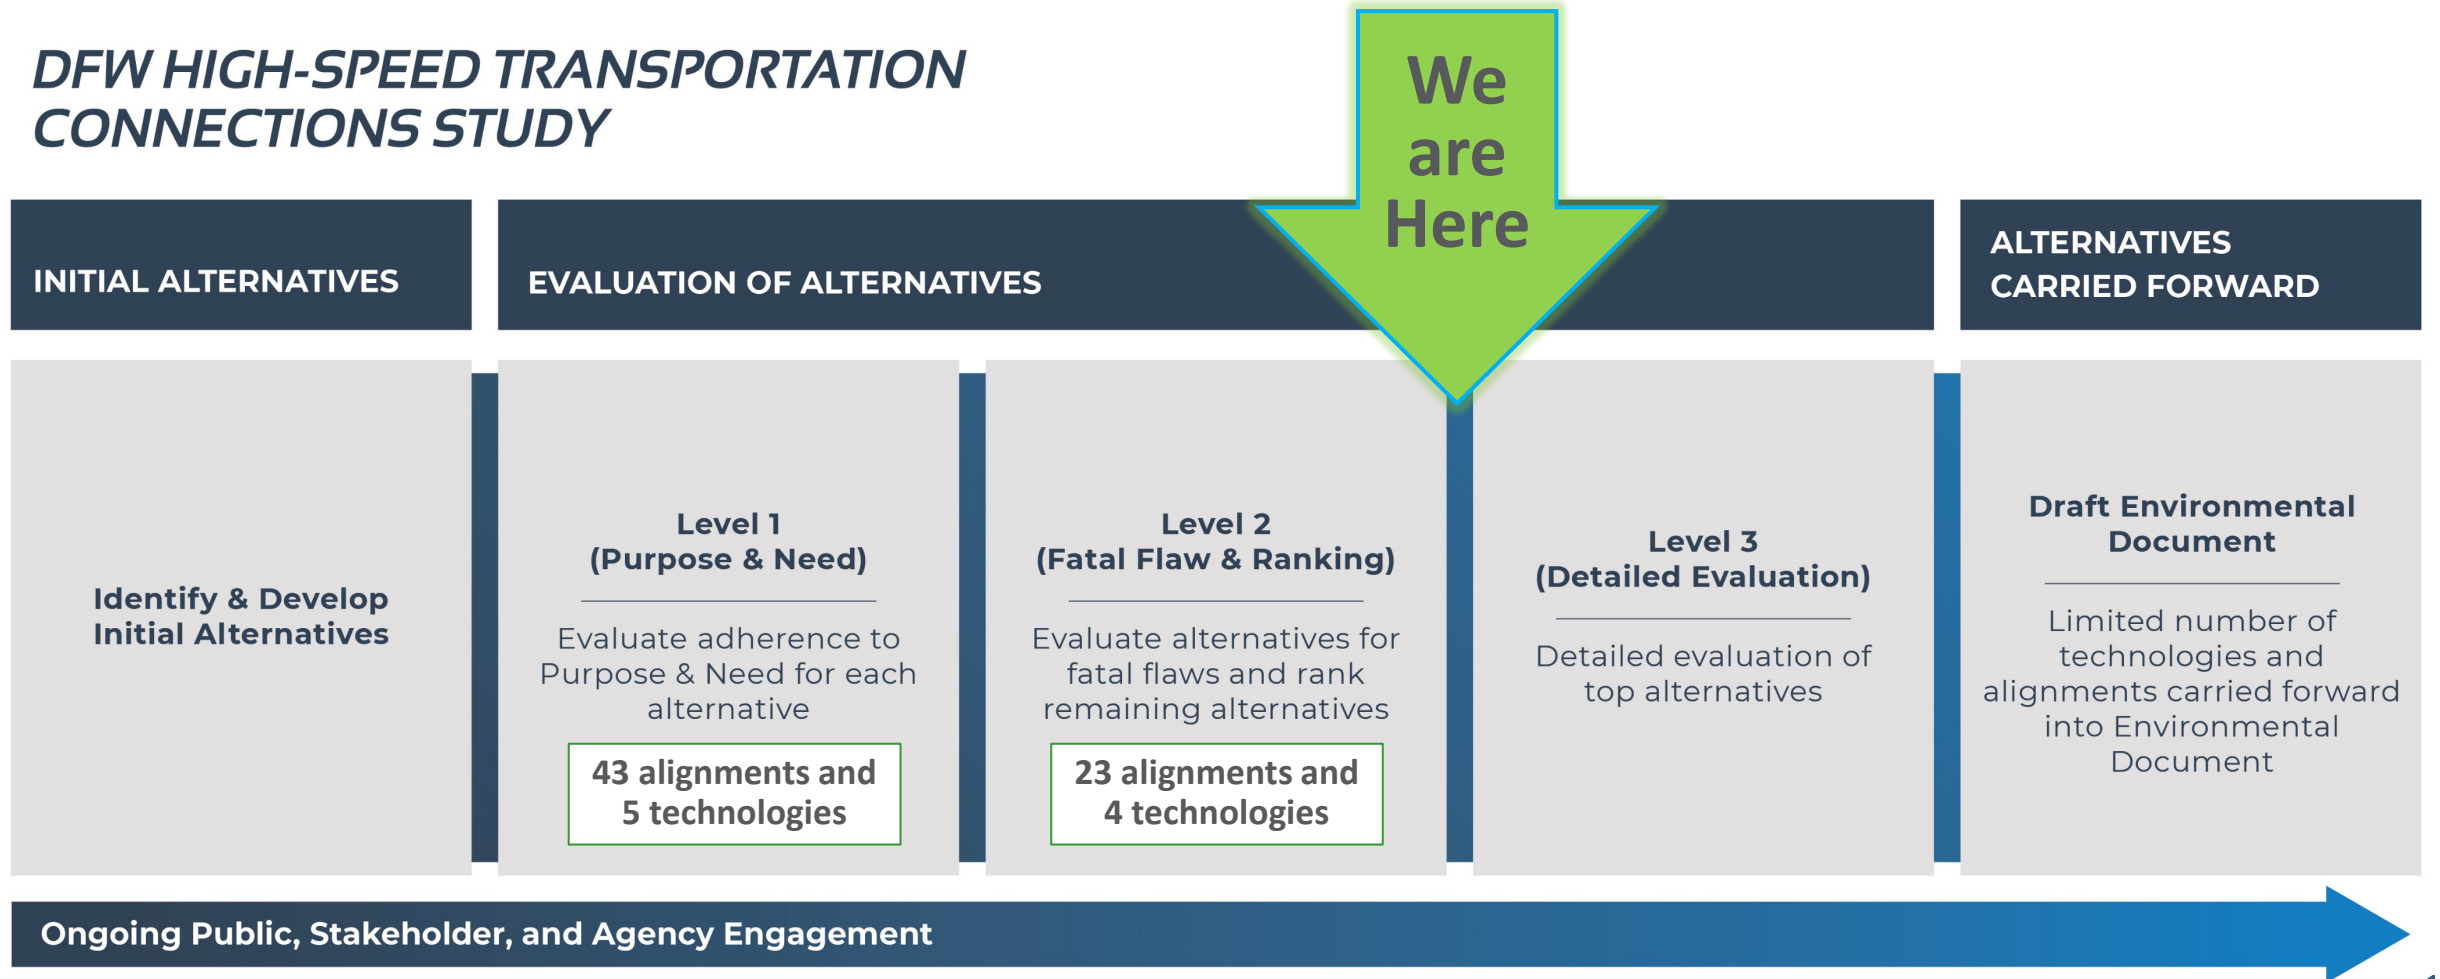 DFW HIGH-SPEED TRANSPORTATION
CONNECTIONS STUDY
We
are
Here
INITIAL ALTERNATIVES
EVALUATION OF ALTERNATIVES
ALTERNATIVES
CARRIED FORWARD
Identify & Develop
Initial Alternatives
Level 1
(Purpose & Need)
Evaluate adherence to
Purpose & Need for each
alternative
43 alignments and
5 technologies
Level 2
(Fatal Flaw & Ranking)
Evaluate alternatives for
fatal flaws and rank
remaining alternatives
23 alignments and
4 technologies
Level 3
(Detailed Evaluation)
Detailed evaluation of
top alternatives
Draft Environmental
Document
Limited number of
technologies and
alignments carried forward
into Environmental
Document
Ongoing Public, Stakeholder, and Agency Engagement